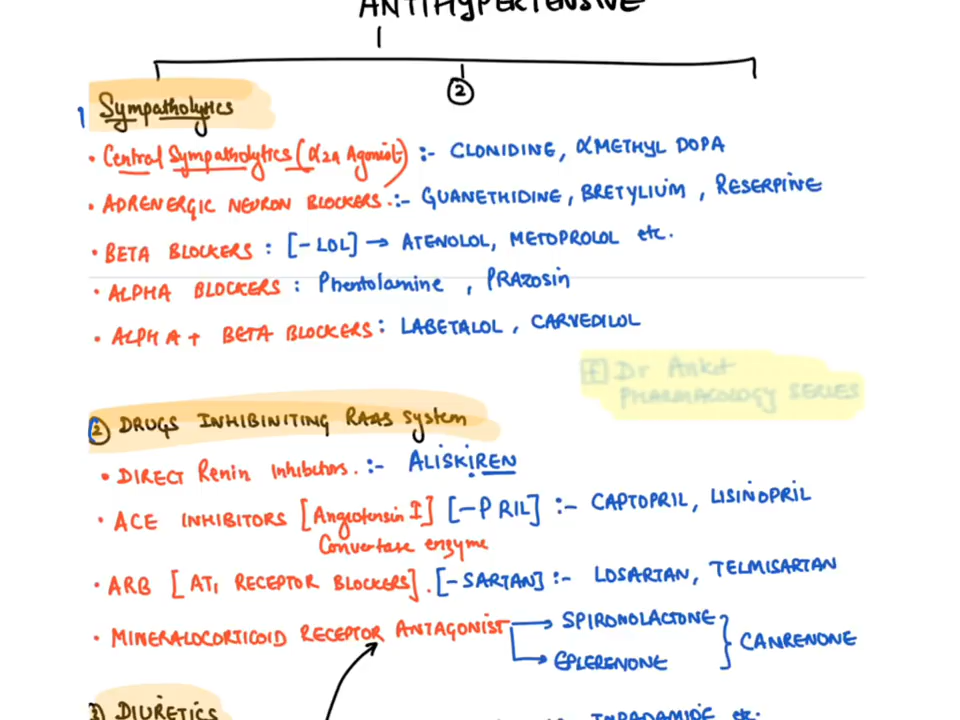 ANTIHYPERTENSIVE
②
1 Sympatholytics
• Central Sympatholytics (α2A Agonist) :- CLONIDINE, αMETHYL DOPA
• ADRENERGIC NEURON BLOCKERS :- GUANETHIDINE, BRETYLIUM, RESERPINE
• BETA BLOCKERS : [-LOL] → ATENOLOL, METOPROLOL etc.
• ALPHA BLOCKERS : Phentolamine, PRAZOSIN
• ALPHA + BETA BLOCKERS : LABETALOL, CARVEDILOL
f Dr Ankit
PHARMACOLOGY SERIES
② DRUGS INHIBINITING RAAS System
• DIRECT Renin Inhibitors :- ALISKIREN
• ACE INHIBITORS [Angiotensin I] [-PRIL] :- CAPTOPRIL, LISINOPRIL
Convertase enzyme
• ARB [AT1 RECEPTOR BLOCKERS]. [-SARTAN] :- LOSARTAN, TELMISARTAN
• MINERALOCORTICOID RECEPTOR ANTAGONIST → SPIRONOLACTONE
→ EPLERENONE } CANRENONE
3) DIURETICS
etc.